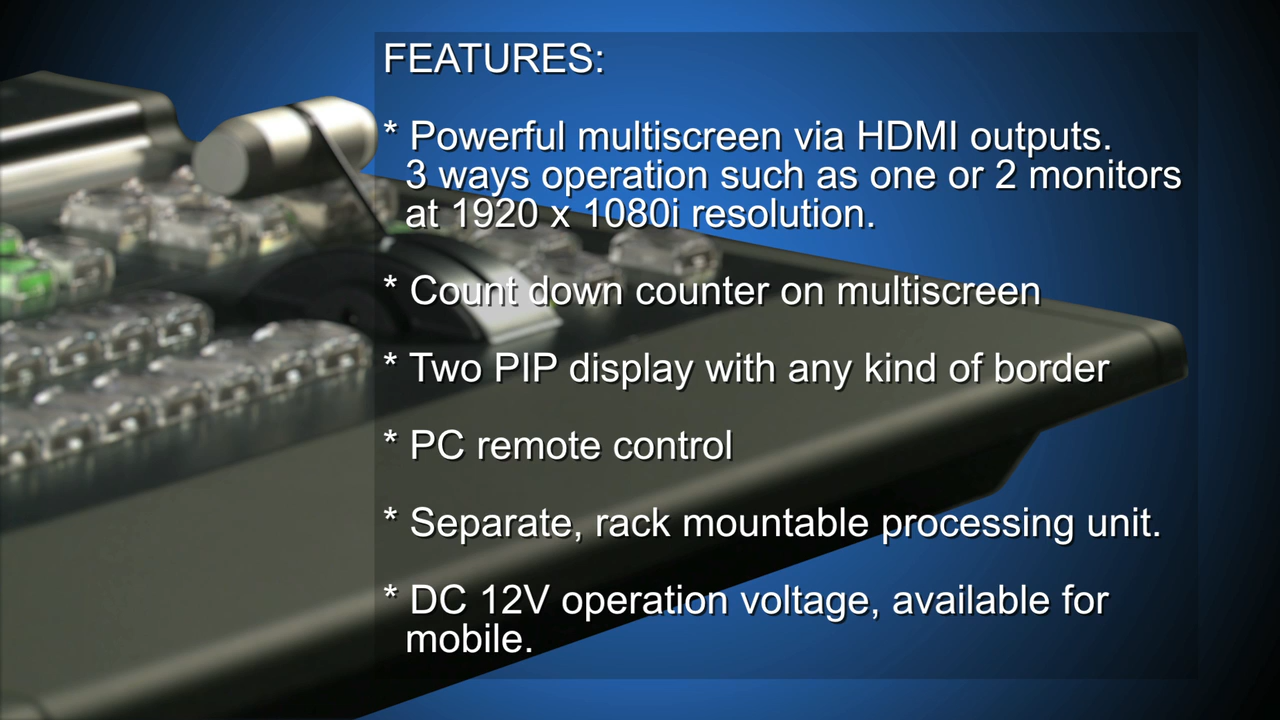 FEATURES:
* Powerful multiscreen via HDMI outputs.
3 ways operation such as one or 2 monitors
at 1920 x 1080i resolution.
* Count down counter on multiscreen
* Two PIP display with any kind of border
* PC remote control
* Separate, rack mountable processing unit.
* DC 12V operation voltage, available for
mobile.